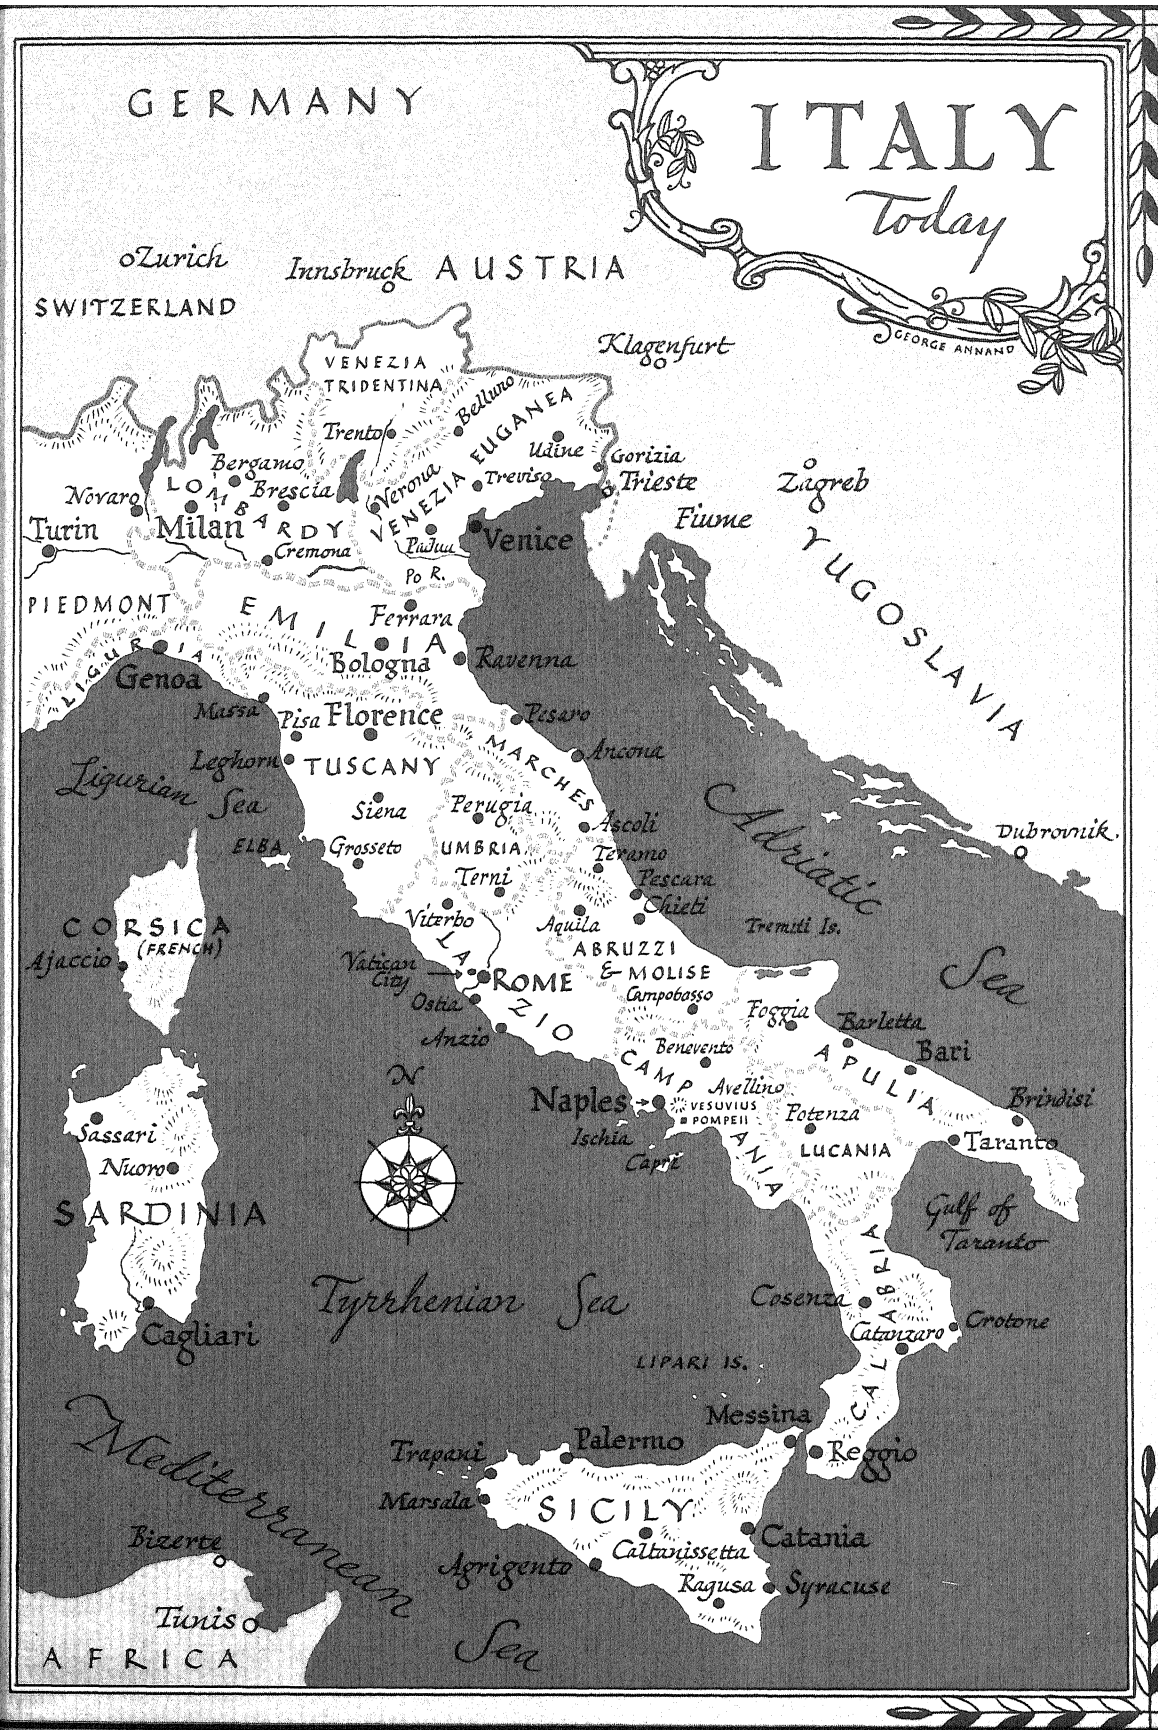 ITALY
Today
GEORGE ANNAND
GERMANY
Zurich
Innsbruck
AUSTRIA
SWITZERLAND
Klagenfurt
VENEZIA
TRIDENTINA
Belluno
VENEZIA EUGANEA
Trento
Udine
Gorizia
Bergamo
Verona
Treviso
Trieste
Zagreb
Novaro
LOMBARDY
Brescia
Fiume
Turin
Milan
Venice
YUGOSLAVIA
Cremona
Padua
Po R.
PIEDMONT
EMILIA
Ferrara
LIGURIA
Bologna
Ravenna
Genoa
Massa
Pisa
Florence
Pesaro
MARCHES
Ancona
Leghorn
TUSCANY
Ligurian Sea
Siena
Perugia
Ascoli
Adriatic Sea
Dubrovnik.
ELBA
Grosseto
UMBRIA
Teramo
Terni
Pescara
Chieti
CORSICA
(FRENCH)
Viterbo
Aquila
Tremiti Is.
Ajaccio
LAZIO
ABRUZZI
& MOLISE
Vatican
City
ROME
Campobasso
Ostia
Foggia
Barletta
Anzio
Benevento
APULIA
Bari
N
CAMPANIA
Avellino
Naples
VESUVIUS
POMPEII
Potenza
Brindisi
Sassari
Ischia
Taranto
Nuoro
Capri
LUCANIA
SARDINIA
Gulf of
Taranto
Tyrrhenian Sea
Cosenza
CALABRIA
Crotone
Cagliari
Catanzaro
LIPARI IS.
Mediterranean Sea
Messina
Trapani
Palermo
Reggio
Marsala
SICILY
Bizerte
Caltanissetta
Catania
Agrigento
Ragusa
Syracuse
Tunis
AFRICA